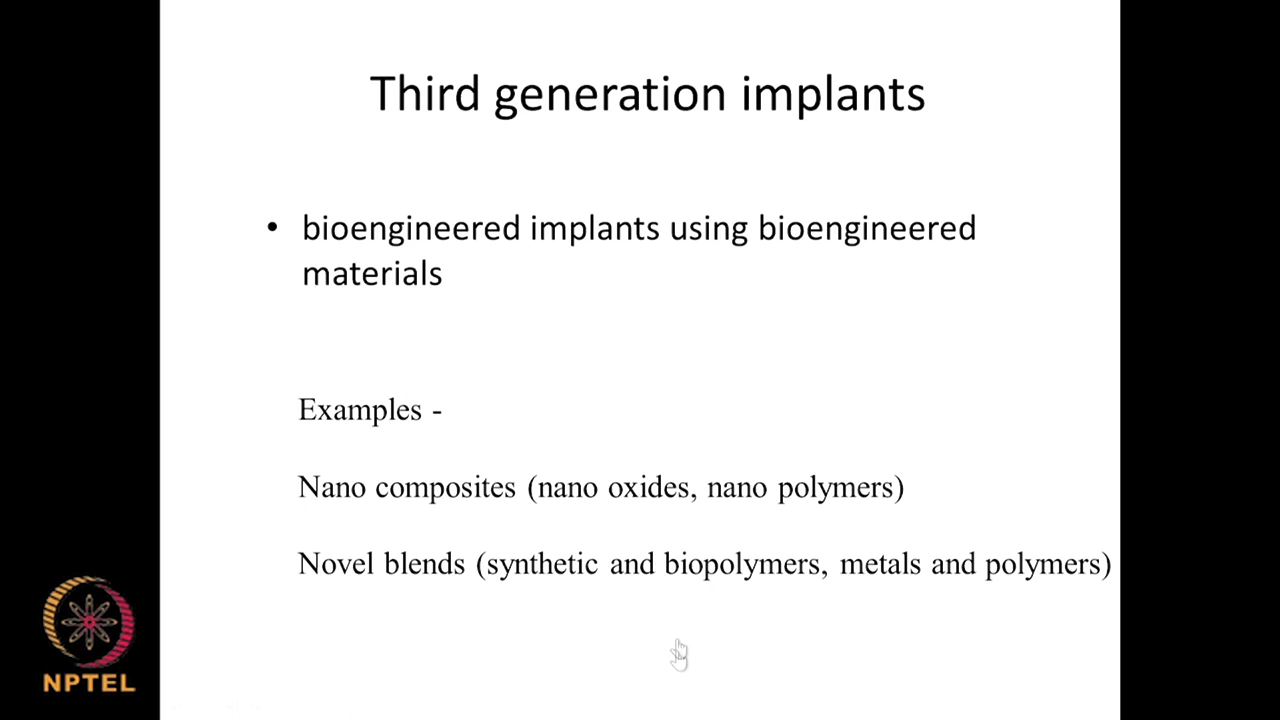 Third generation implants
• bioengineered implants using bioengineered
materials
Examples -
Nano composites (nano oxides, nano polymers)
Novel blends (synthetic and biopolymers, metals and polymers)
NPTEL